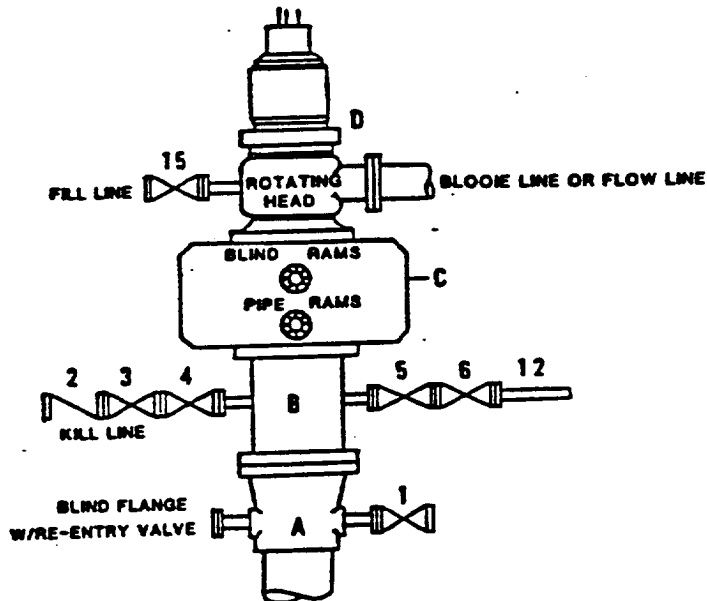 D
15
FILL LINE
ROTATING
HEAD
BLOOIE LINE OR FLOW LINE
BLIND RAMS
C
PIPE RAMS
2 3 4
KILL LINE
B
5 6 12
BLIND FLANGE
W/RE-ENTRY VALVE
A
1